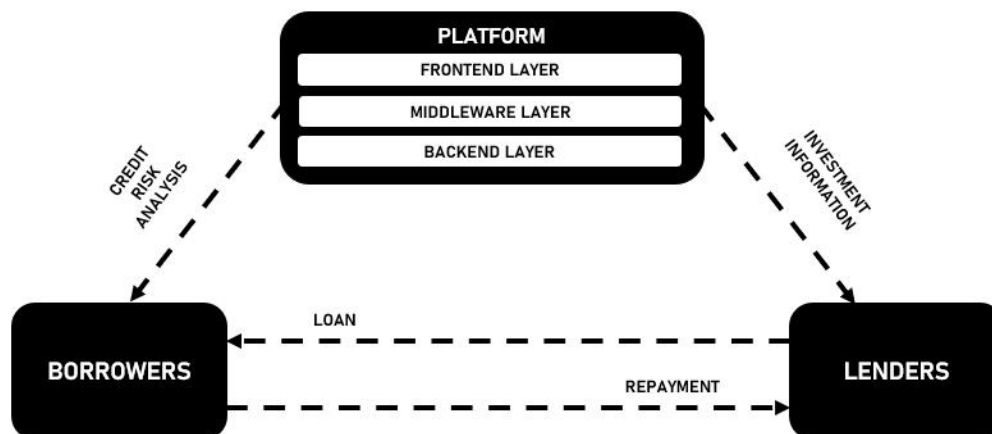 PLATFORM
FRONTEND LAYER
MIDDLEWARE LAYER
BACKEND LAYER
CREDIT
RISK
ANALYSIS
INVESTMENT
INFORMATION
LOAN
BORROWERS
LENDERS
REPAYMENT